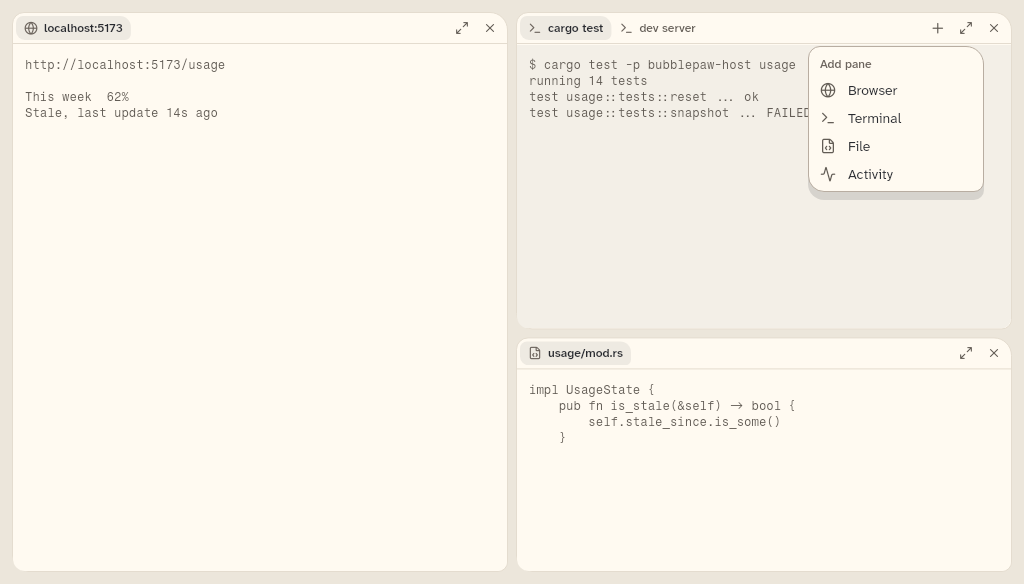 localhost:5173
http://localhost:5173/usage
This week  62%
Stale, last update 14s ago
cargo test
dev server
$ cargo test -p bubblepaw-host usage
running 14 tests
test usage::tests::reset ... ok
test usage::tests::snapshot ... FAILED
Add pane
Browser
Terminal
File
Activity
usage/mod.rs
impl UsageState {
    pub fn is_stale(&self) -> bool {
        self.stale_since.is_some()
    }